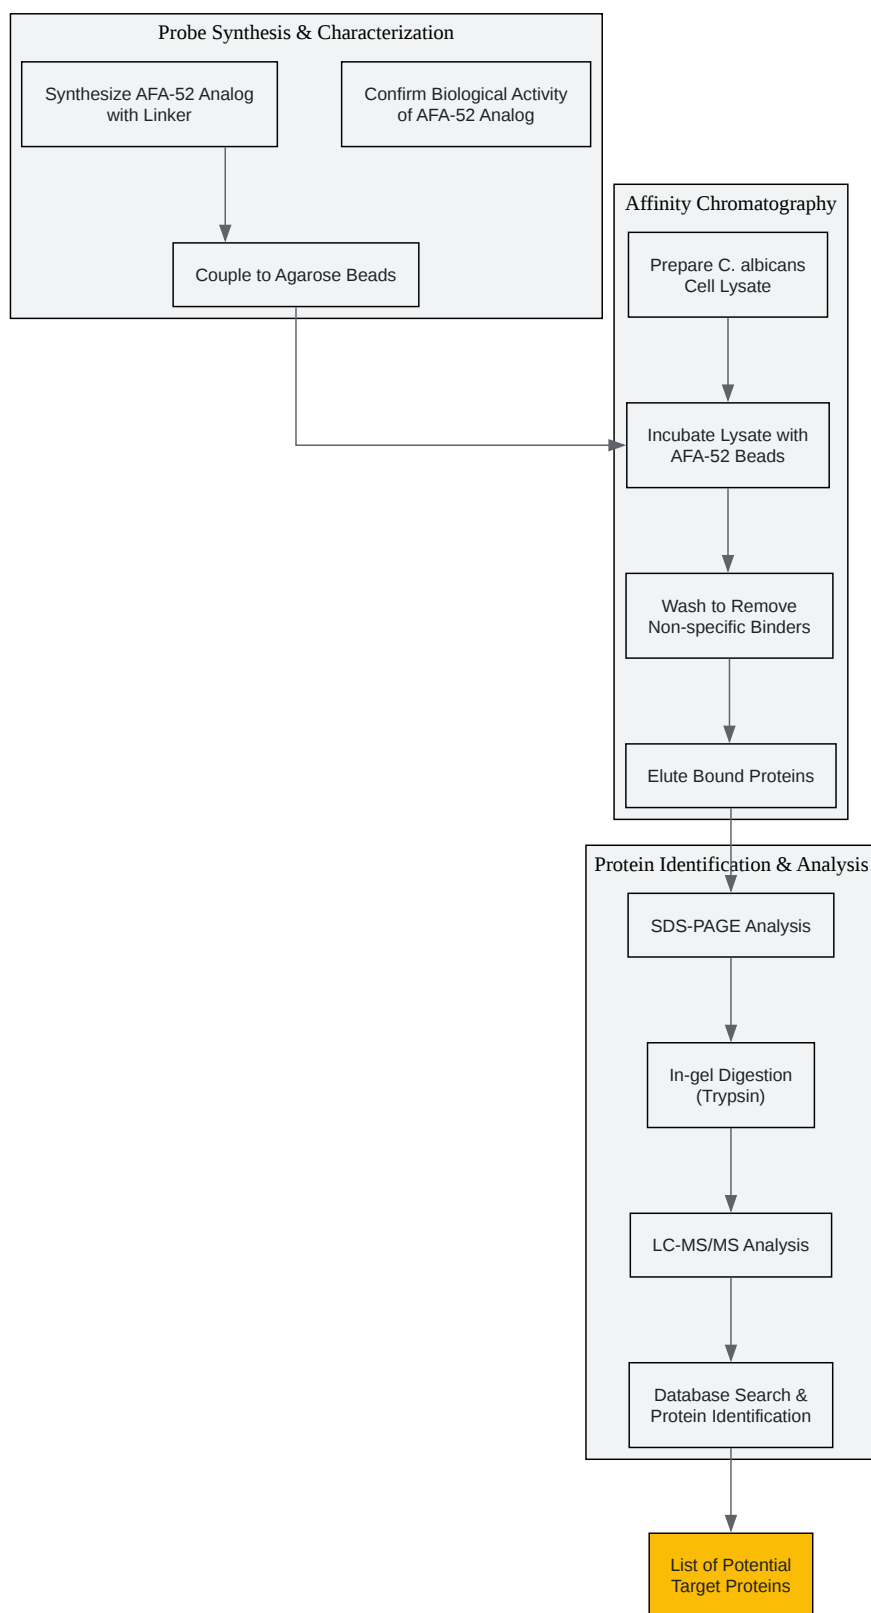 Probe Synthesis & Characterization
Synthesize AFA-52 Analog
with Linker
Confirm Biological Activity
of AFA-52 Analog
Couple to Agarose Beads
Affinity Chromatography
Prepare C. albicans
Cell Lysate
Incubate Lysate with
AFA-52 Beads
Wash to Remove
Non-specific Binders
Elute Bound Proteins
Protein Identification & Analysis
SDS-PAGE Analysis
In-gel Digestion
(Trypsin)
LC-MS/MS Analysis
Database Search &
Protein Identification
List of Potential
Target Proteins